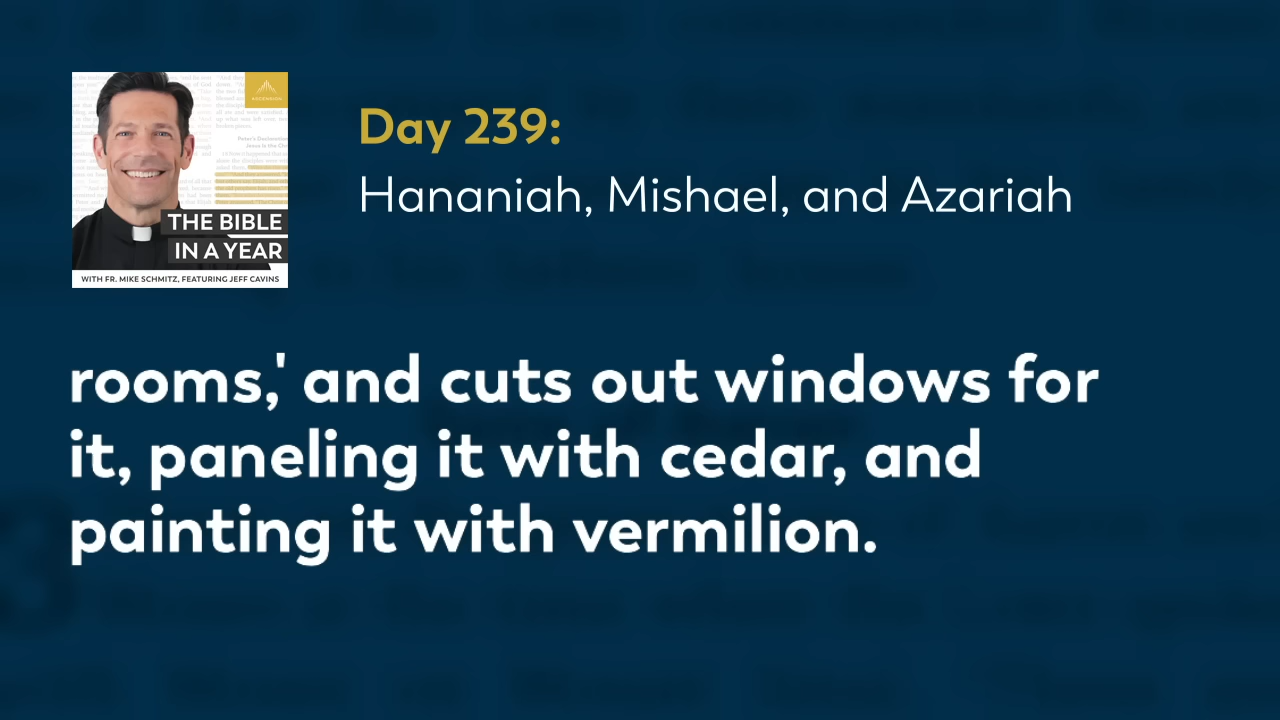 Day 239:
Hananiah, Mishael, and Azariah
THE BIBLE
IN A YEAR
WITH FR. MIKE SCHMITZ, FEATURING JEFF CAVINS
rooms,' and cuts out windows for
it, paneling it with cedar, and
painting it with vermilion.